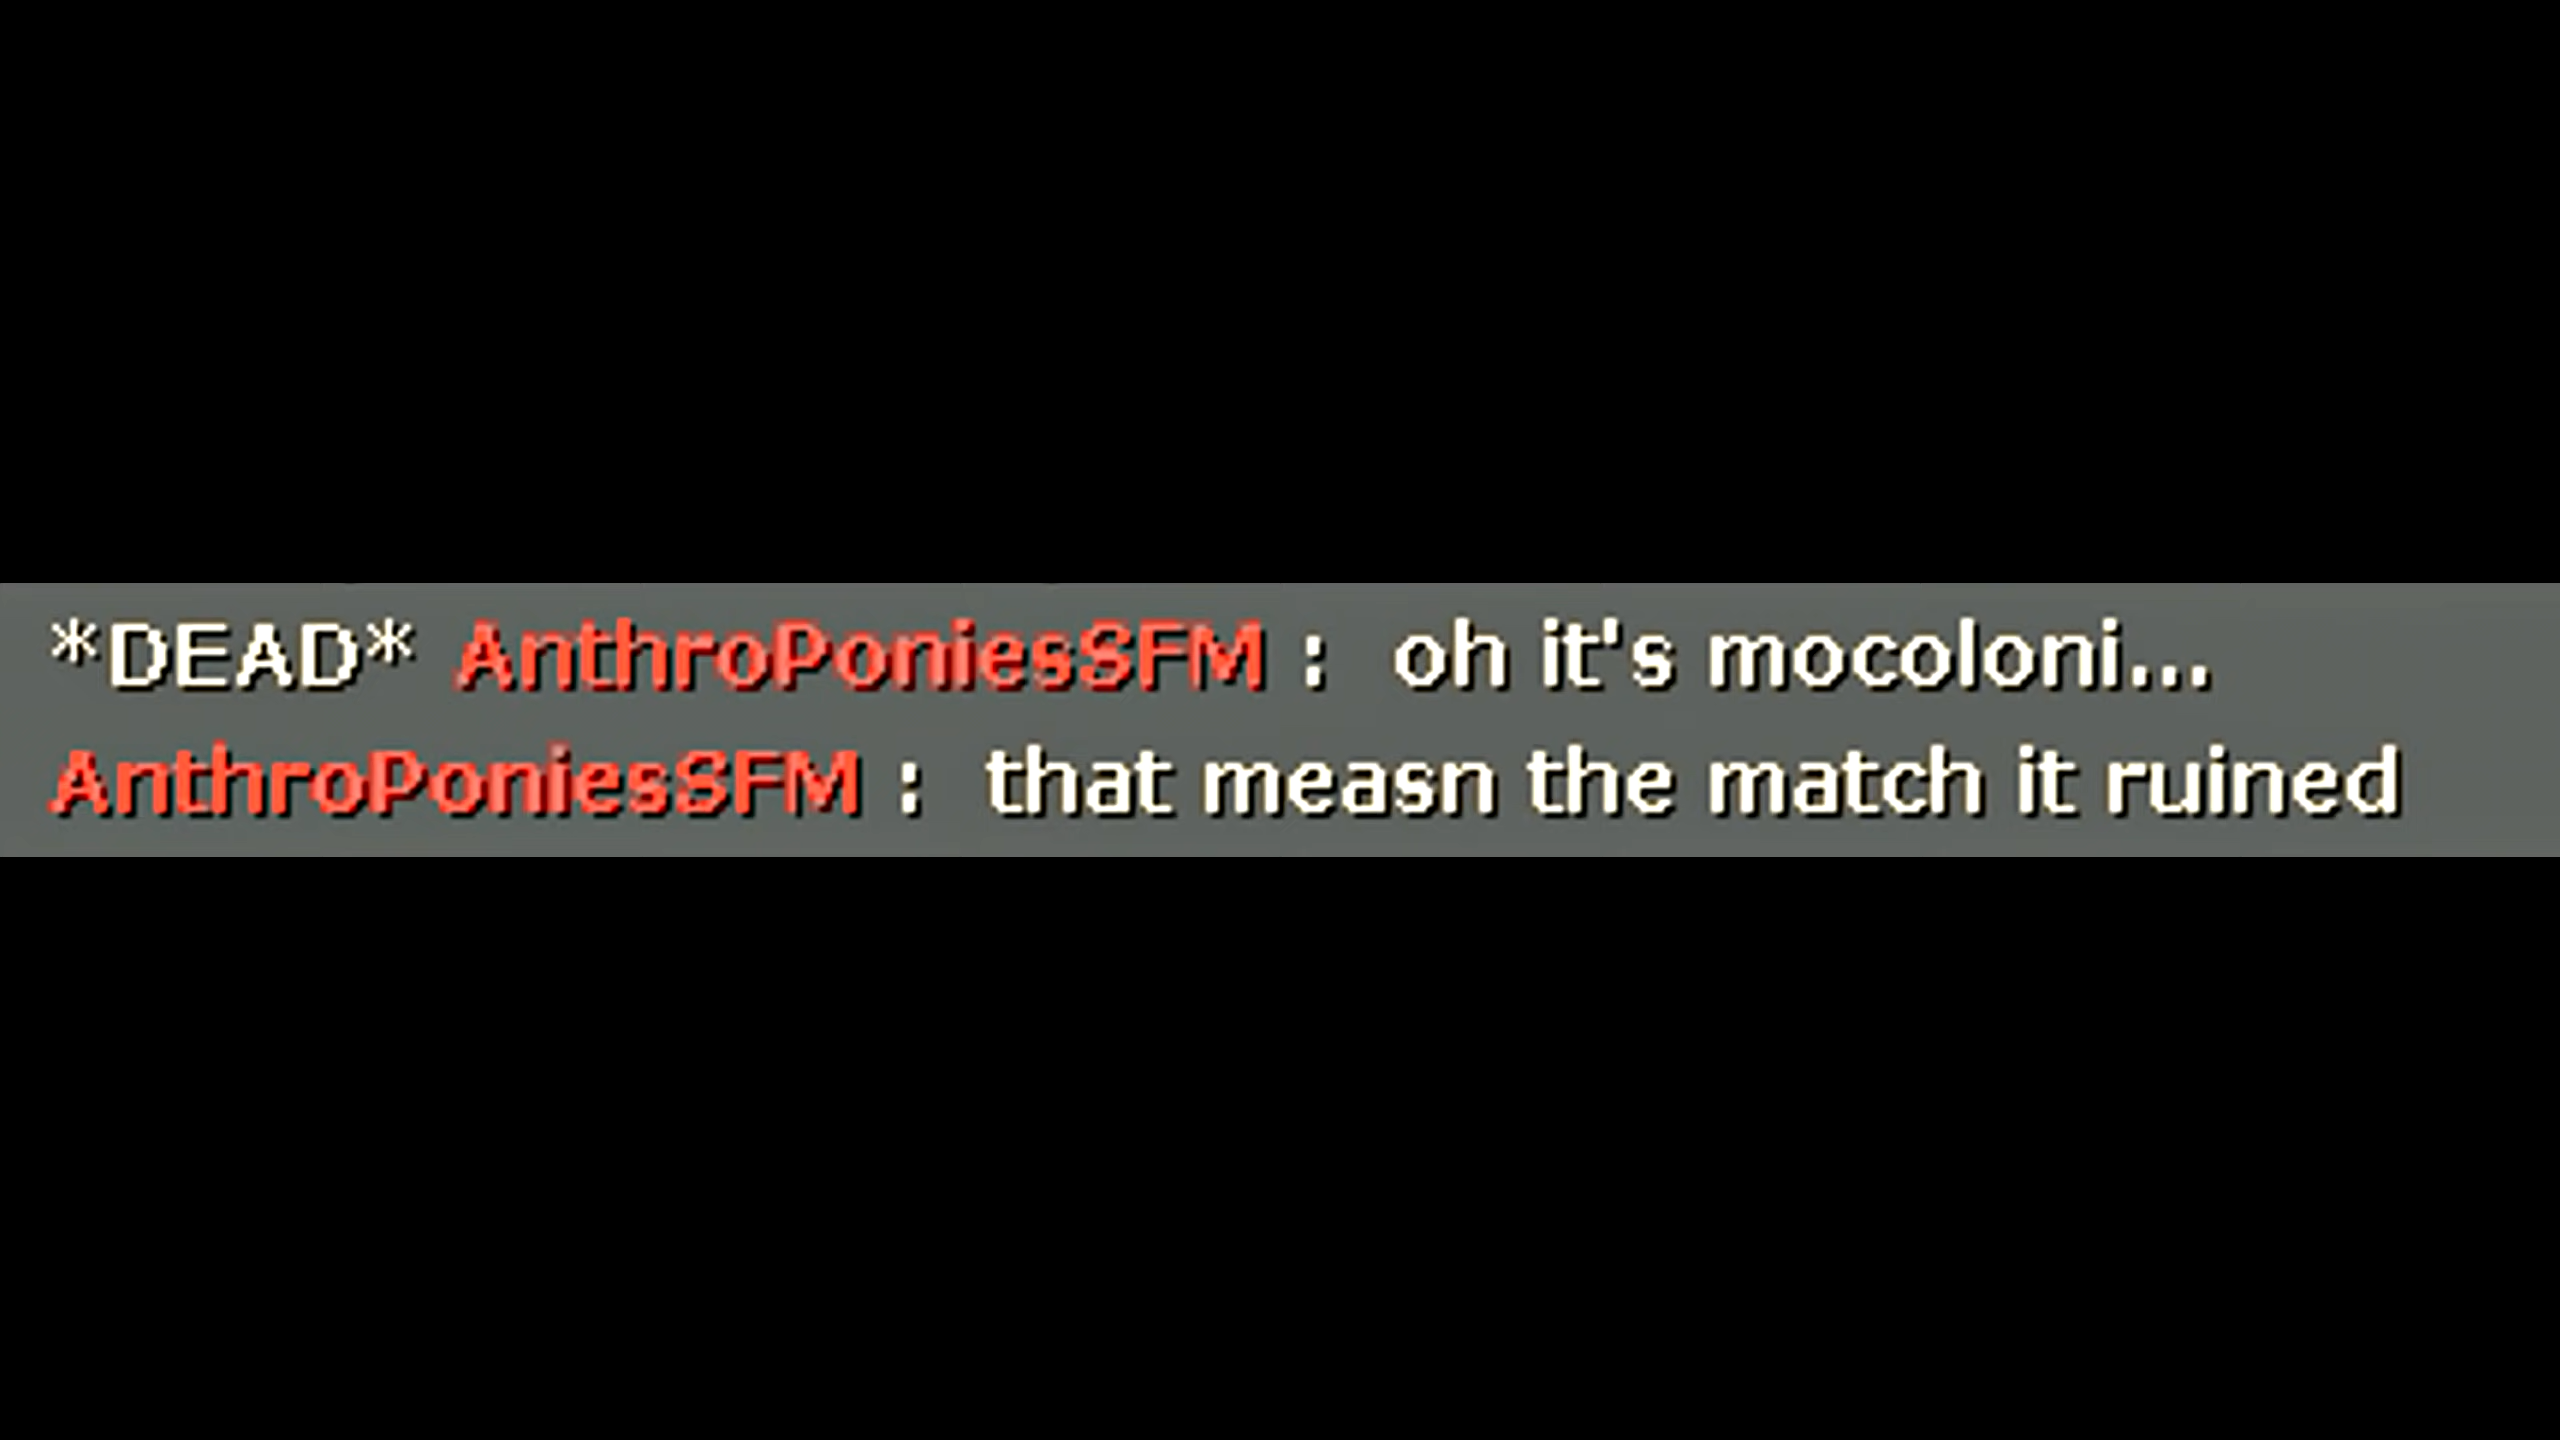 *DEAD* AnthroPoniesSFM :  oh it's mocoloni...
AnthroPoniesSFM :  that measn the match it ruined